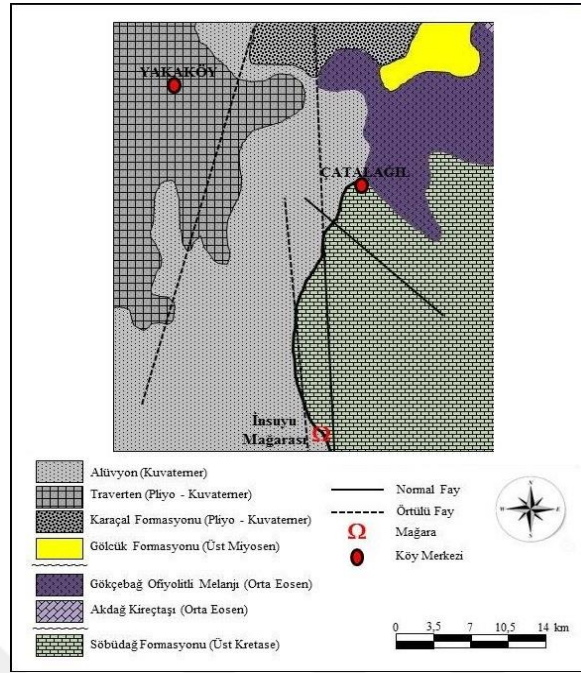 YAKAKÖY
ÇATALAĞIL
İnsuyu
Mağarası
Ω
Alüvyon (Kuvaterner)
Traverten (Pliyo - Kuvaterner)
Karaçal Formasyonu (Pliyo - Kuvaterner)
Gölcük Formasyonu (Üst Miyosen)
Gökçebağ Ofiyolitli Melanjı (Orta Eosen)
Akdağ Kireçtaşı (Orta Eosen)
Söbüdağ Formasyonu (Üst Kretase)
Normal Fay
Örtülü Fay
Ω Mağara
Köy Merkezi
N
W E
S
0 3,5 7 10,5 14 km